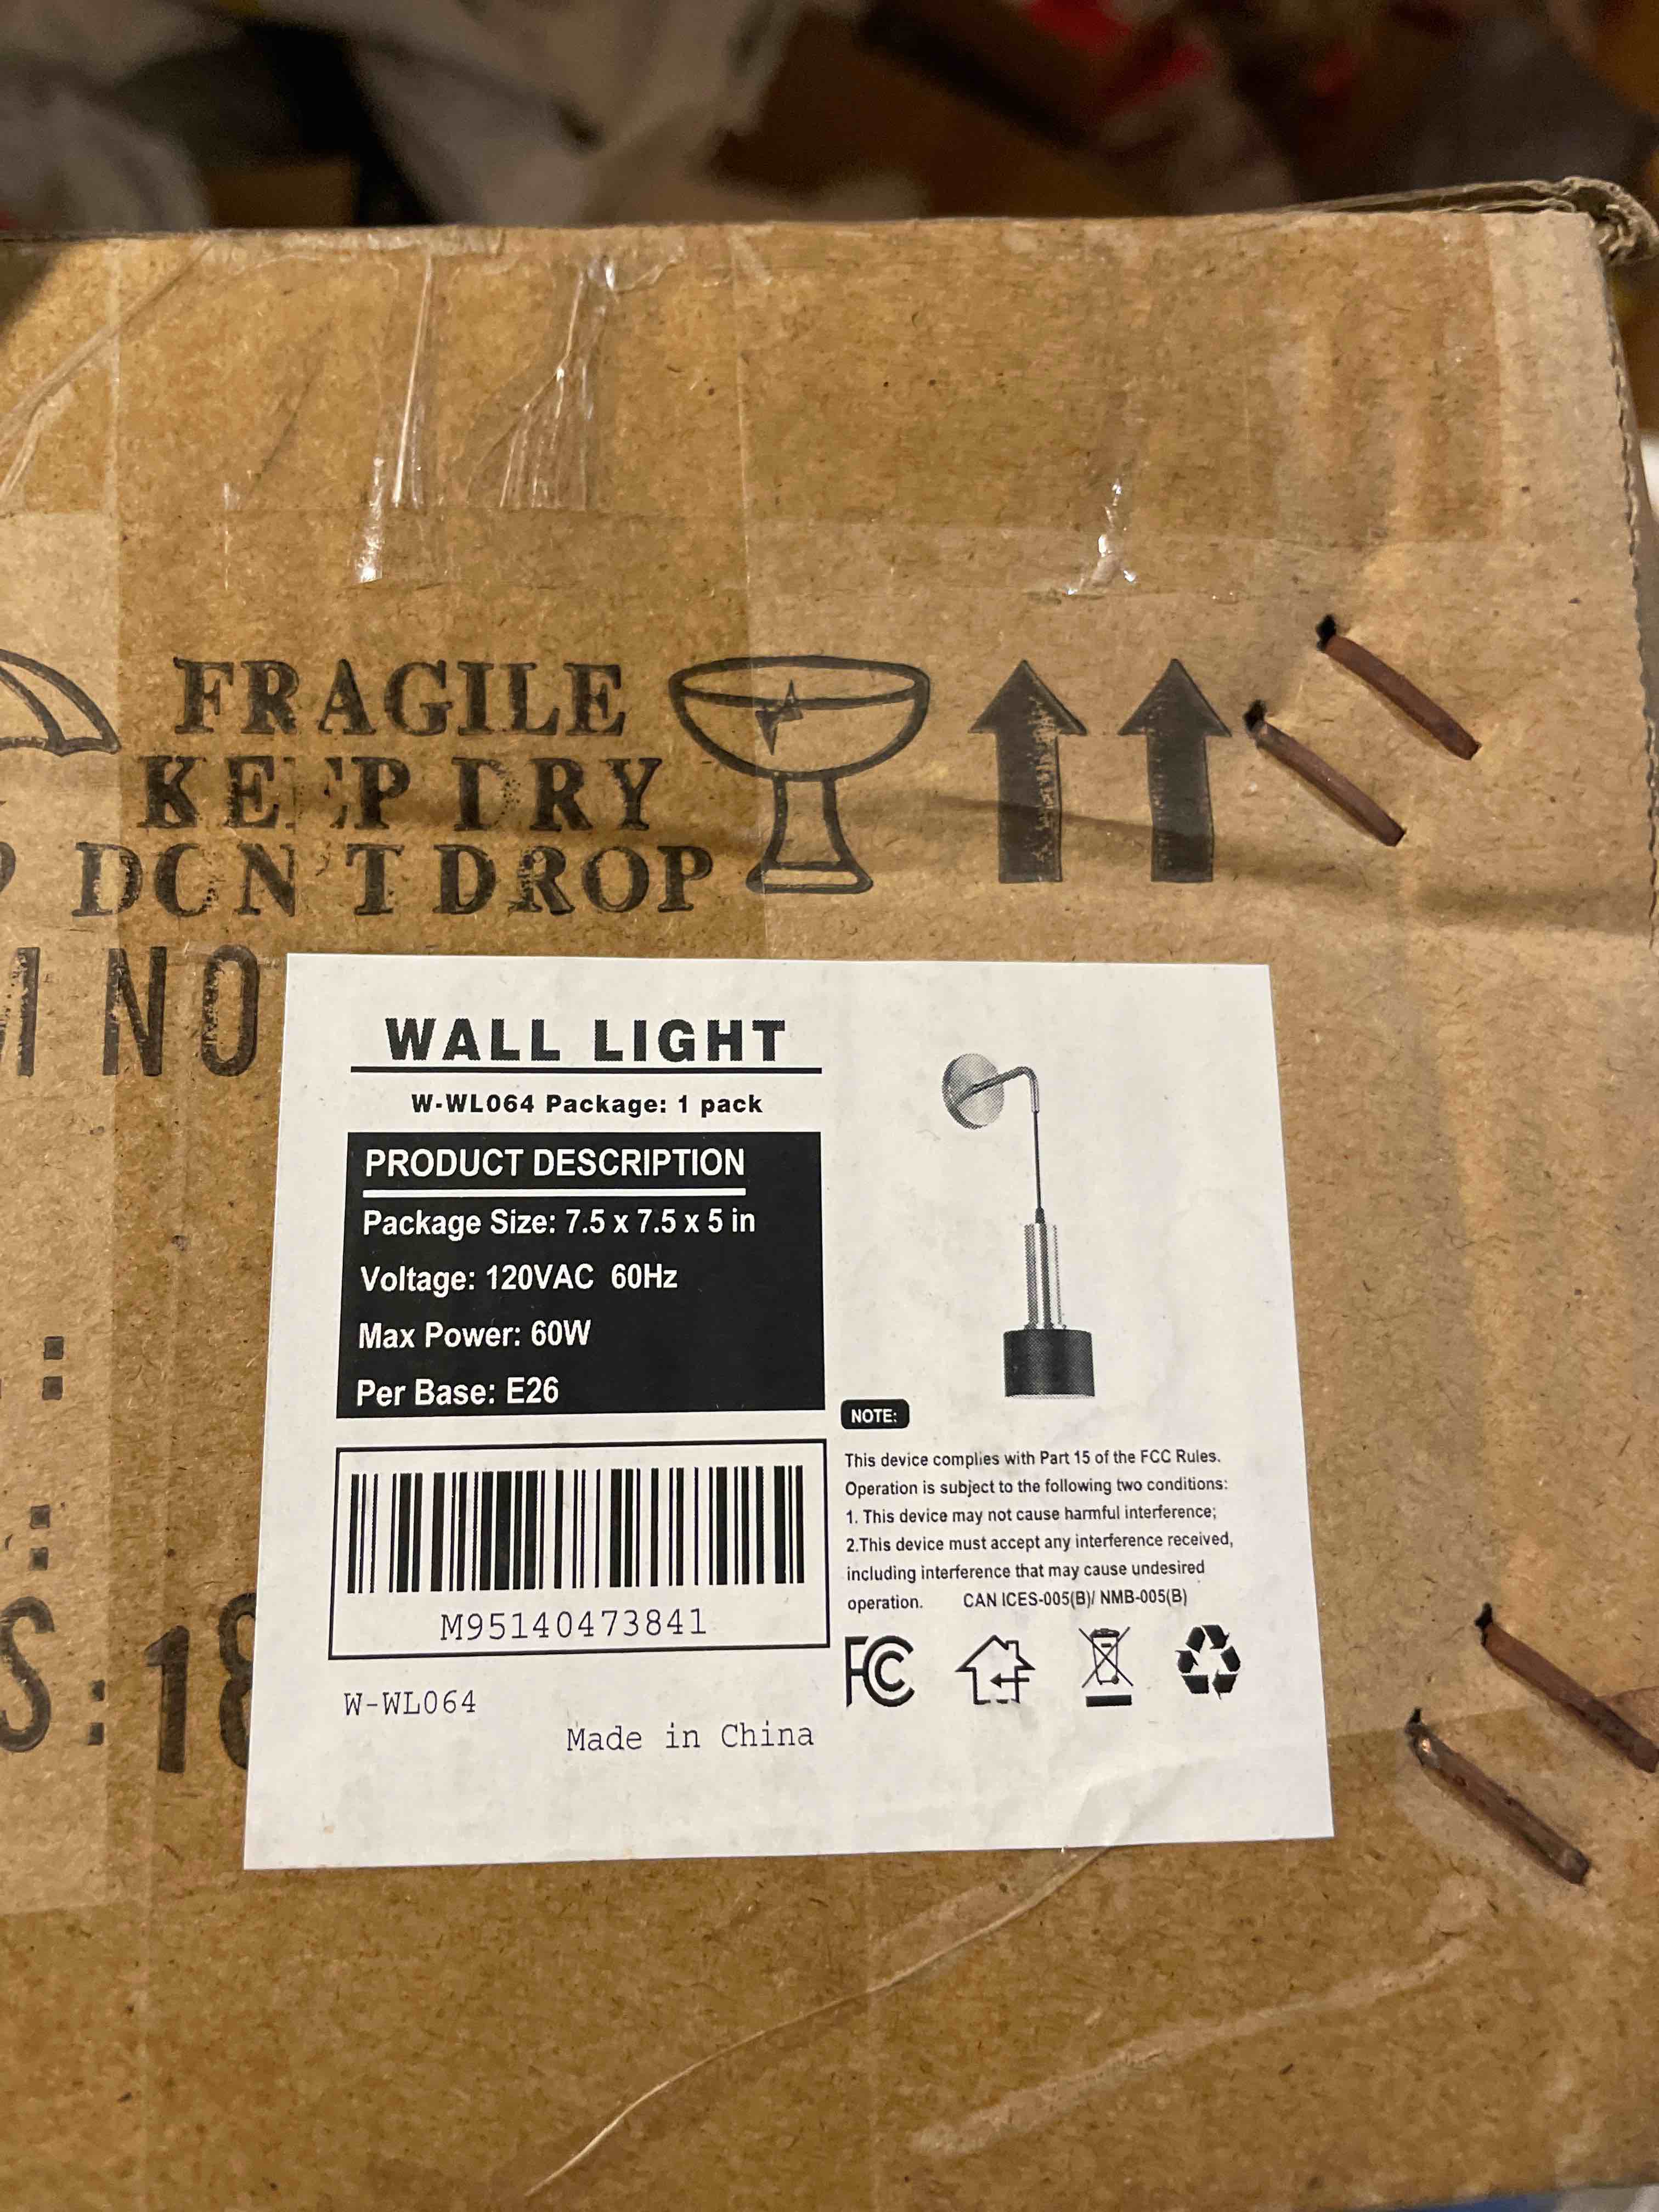 FRAGILE
KEEP DRY
DON'T DROP
NO
WALL LIGHT
W-WL064 Package: 1 pack
PRODUCT DESCRIPTION
Package Size: 7.5 x 7.5 x 5 in
Voltage: 120VAC 60Hz
Max Power: 60W
Per Base: E26
M95140473841
W-WL064
Made in China
NOTE:
This device complies with Part 15 of the FCC Rules.
Operation is subject to the following two conditions:
1. This device may not cause harmful interference;
2.This device must accept any interference received,
including interference that may cause undesired
operation. CAN ICES-005(B)/ NMB-005(B)
FC
S: 18